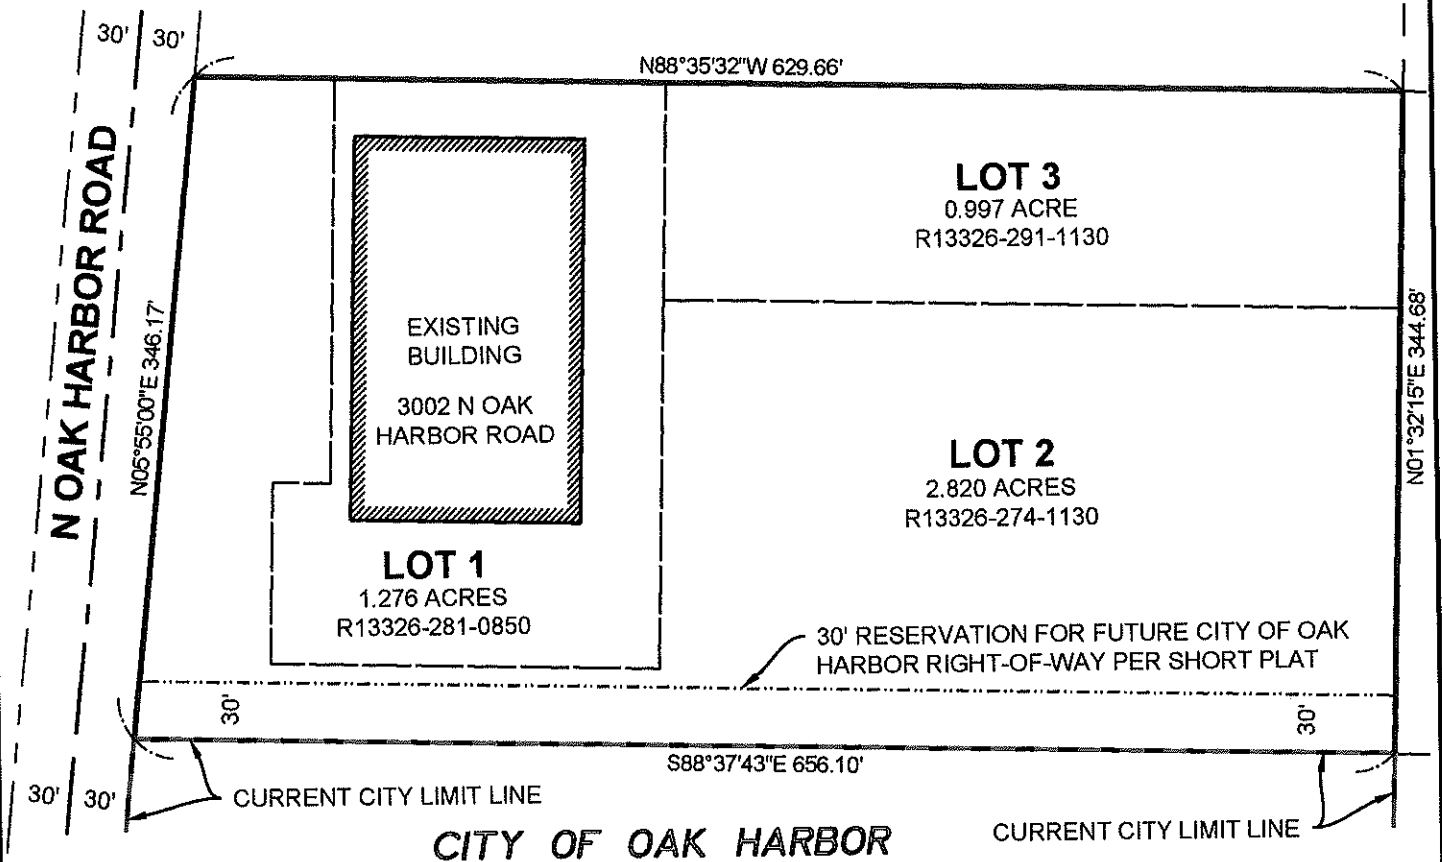 30' 30'
N88°35'32"W 629.66'
N OAK HARBOR ROAD
N05°55'00"E 346.17'
EXISTING
BUILDING
3002 N OAK
HARBOR ROAD
LOT 3
0.997 ACRE
R13326-291-1130
LOT 2
2.820 ACRES
R13326-274-1130
N01°32'15"E 344.68'
LOT 1
1.276 ACRES
R13326-281-0850
30' RESERVATION FOR FUTURE CITY OF OAK
HARBOR RIGHT-OF-WAY PER SHORT PLAT
30'
30'
S88°37'43"E 656.10'
30' 30'
CURRENT CITY LIMIT LINE
CITY OF OAK HARBOR
CURRENT CITY LIMIT LINE